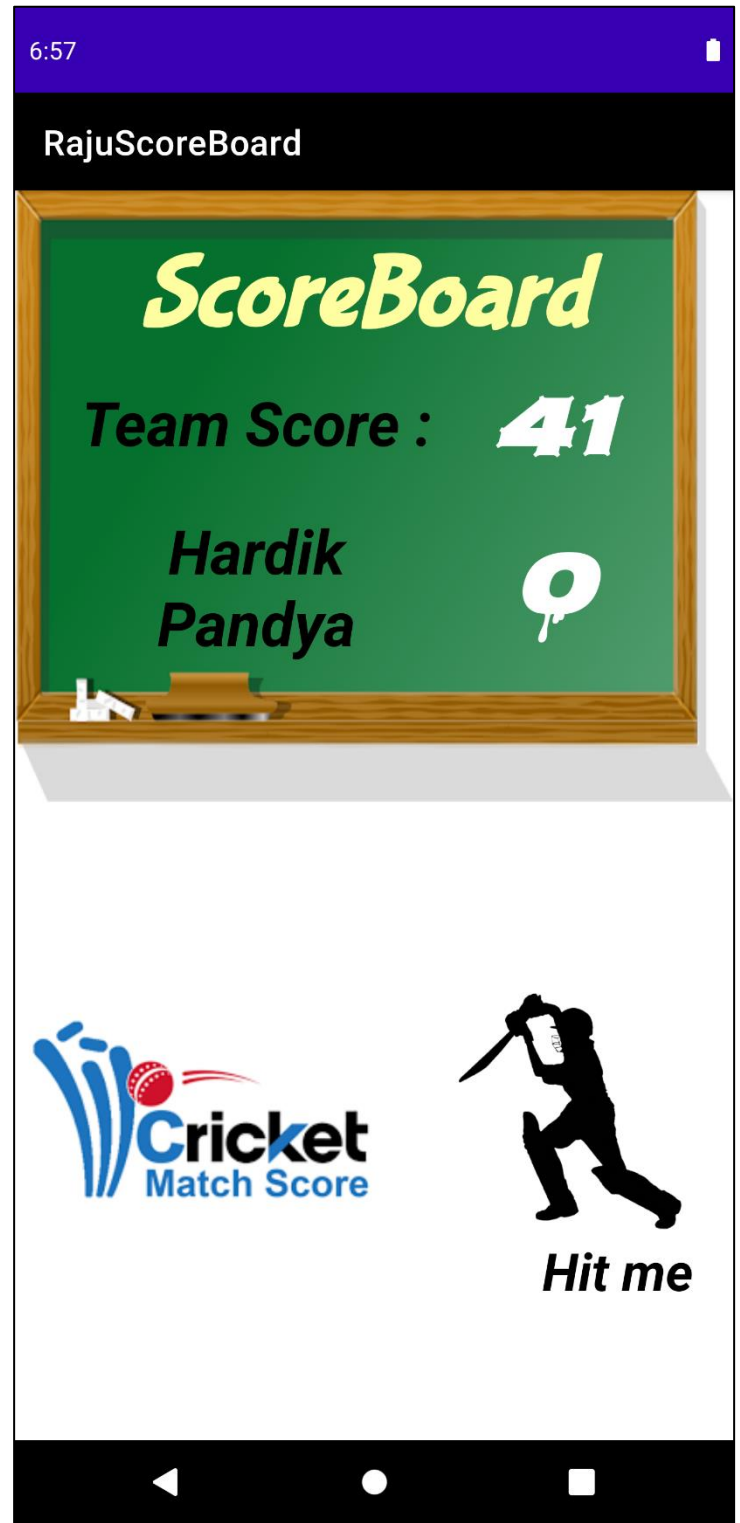 6:57
RajuScoreBoard
ScoreBoard
Team Score : 41
Hardik
Pandya
0
Cricket
Match Score
Hit me